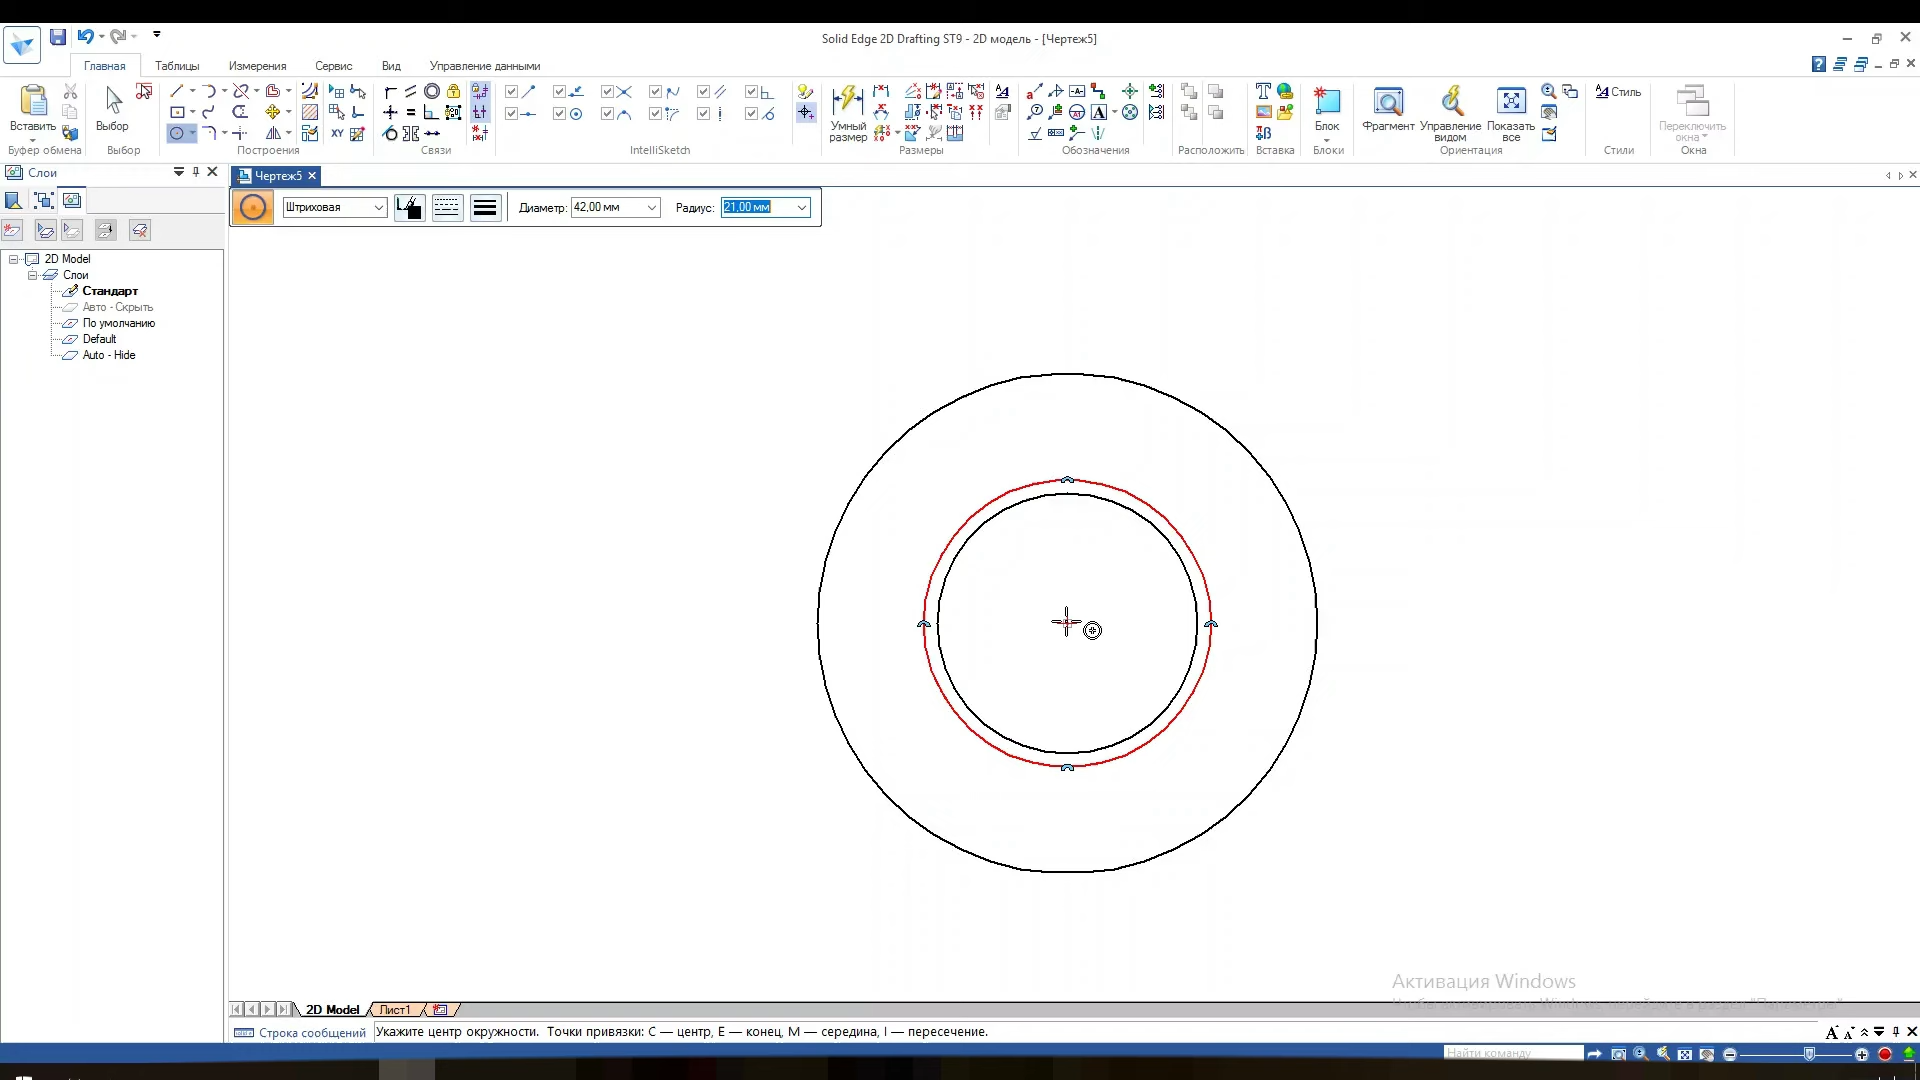 Solid Edge 2D Drafting ST9 - 2D модель - [Чертеж5]
Главная Таблицы Измерения Сервис Вид Управление данными
Вставить Выбор Умный размер Блок Фрагмент Управление видом Показать все Стиль Переключить окна
Буфер обмена Выбор Построения Связи IntelliSketch Размеры Обозначения Расположить Вставка Блоки Ориентация Стили Окна
Слои
Чертеж5
Штриховая Диаметр: 42,00 мм Радиус: 21,00 мм
2D Model
Слои
Стандарт
Авто - Скрыть
По умолчанию
Default
Auto - Hide
Активация Windows
2D Model Лист1
Строка сообщений Укажите центр окружности. Точки привязки: C — центр, E — конец, M — середина, I — пересечение.
Найти команду